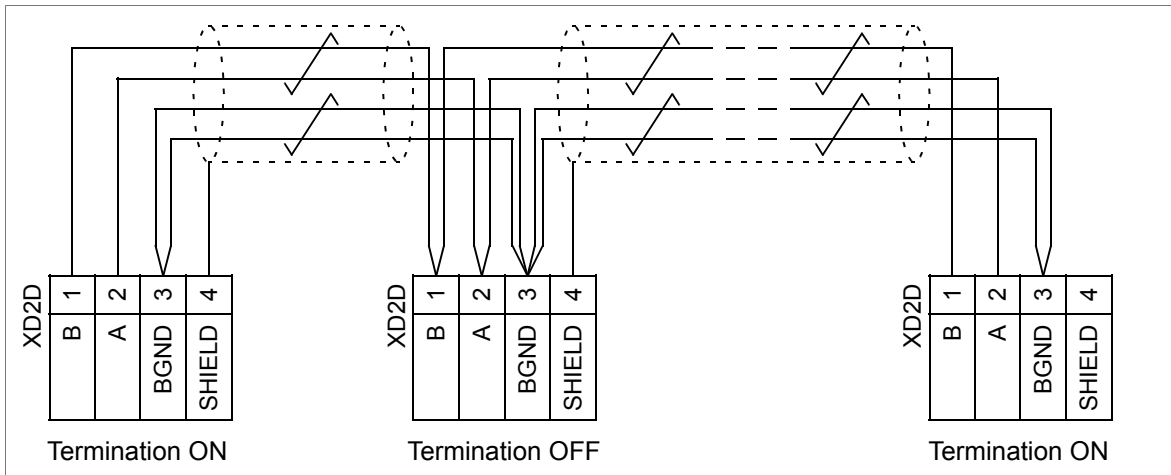 XD2D
1
2
3
4
B
A
BGND
SHIELD
Termination ON
XD2D
1
2
3
4
B
A
BGND
SHIELD
Termination OFF
XD2D
1
2
3
4
B
A
BGND
SHIELD
Termination ON